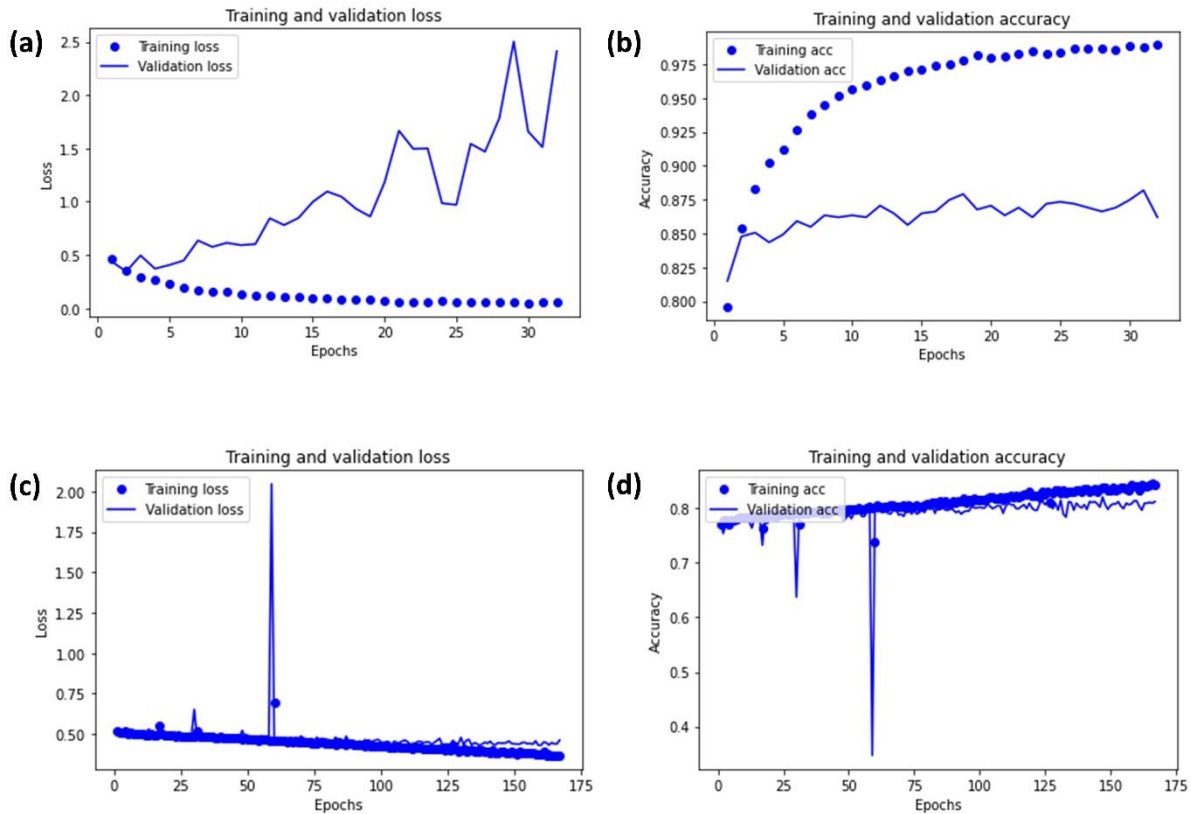 (a)
Training and validation loss
Training loss
Validation loss
Loss
2.5
2.0
1.5
1.0
0.5
0.0
0 5 10 15 20 25 30
Epochs
(b)
Training and validation accuracy
Training acc
Validation acc
Accuracy
0.975
0.950
0.925
0.900
0.875
0.850
0.825
0.800
0 5 10 15 20 25 30
Epochs
(c)
Training and validation loss
Training loss
Validation loss
Loss
2.00
1.75
1.50
1.25
1.00
0.75
0.50
0 25 50 75 100 125 150 175
Epochs
(d)
Training and validation accuracy
Training acc
Validation acc
Accuracy
0.8
0.7
0.6
0.5
0.4
0 25 50 75 100 125 150 175
Epochs